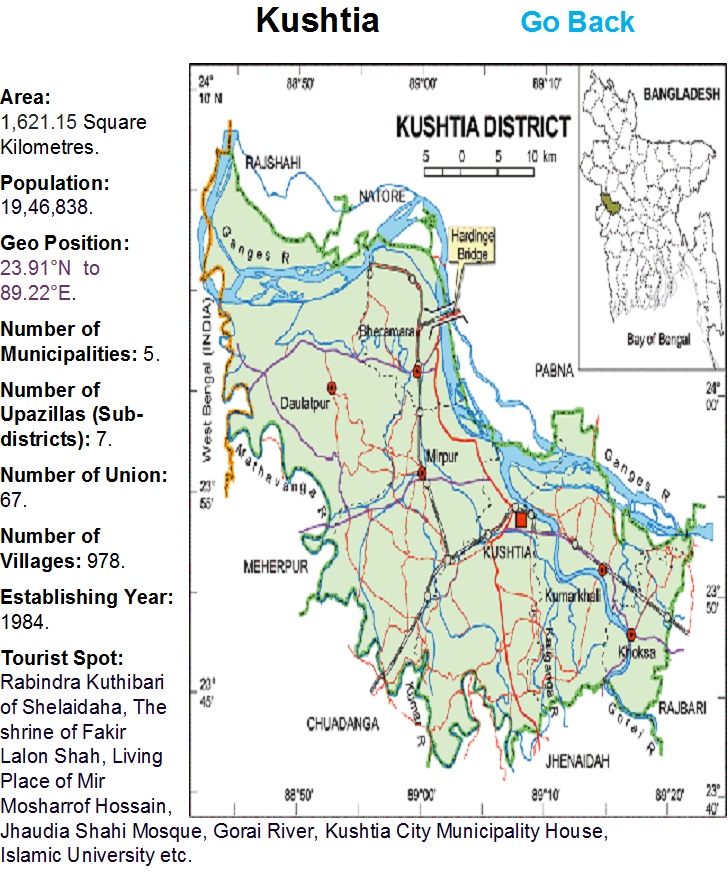 Kushtia
Go Back
Area:
1,621.15 Square
Kilometres.
Population:
19,46,838.
Geo Position:
23.91°N to
89.22°E.
Number of
Municipalities: 5.
Number of
Upazillas (Sub-
districts): 7.
Number of Union:
67.
Number of
Villages: 978.
Establishing Year:
1984.
Tourist Spot:
Rabindra Kuthibari
of Shelaidaha, The
shrine of Fakir
Lalon Shah, Living
Place of Mir
Mosharrof Hossain,
Jhaudia Shahi Mosque, Gorai River, Kushtia City Municipality House,
Islamic University etc.
24°
10' N
88°50'
89°00'
89°10'
BANGLADESH
KUSHTIA DISTRICT
5 0 5 10 km
RAJSHAHI
NATORE
Ganges R
Hardinge
Bridge
Bheramara
Bay of Bengal
PABNA
24°
00'
West Bengal (INDIA)
Daulatpur
Mathavanga R
Mirpur
Ganges R
23°
55'
KUSHTIA
MEHERPUR
Kumarkhali
23°
50'
Khoksa
23°
45'
Kumar R
Kaliganga R
Gorai R
RAJBARI
CHUADANGA
JHENAIDAH
88°50'
89°00'
89°10'
89°20'
23°
40'